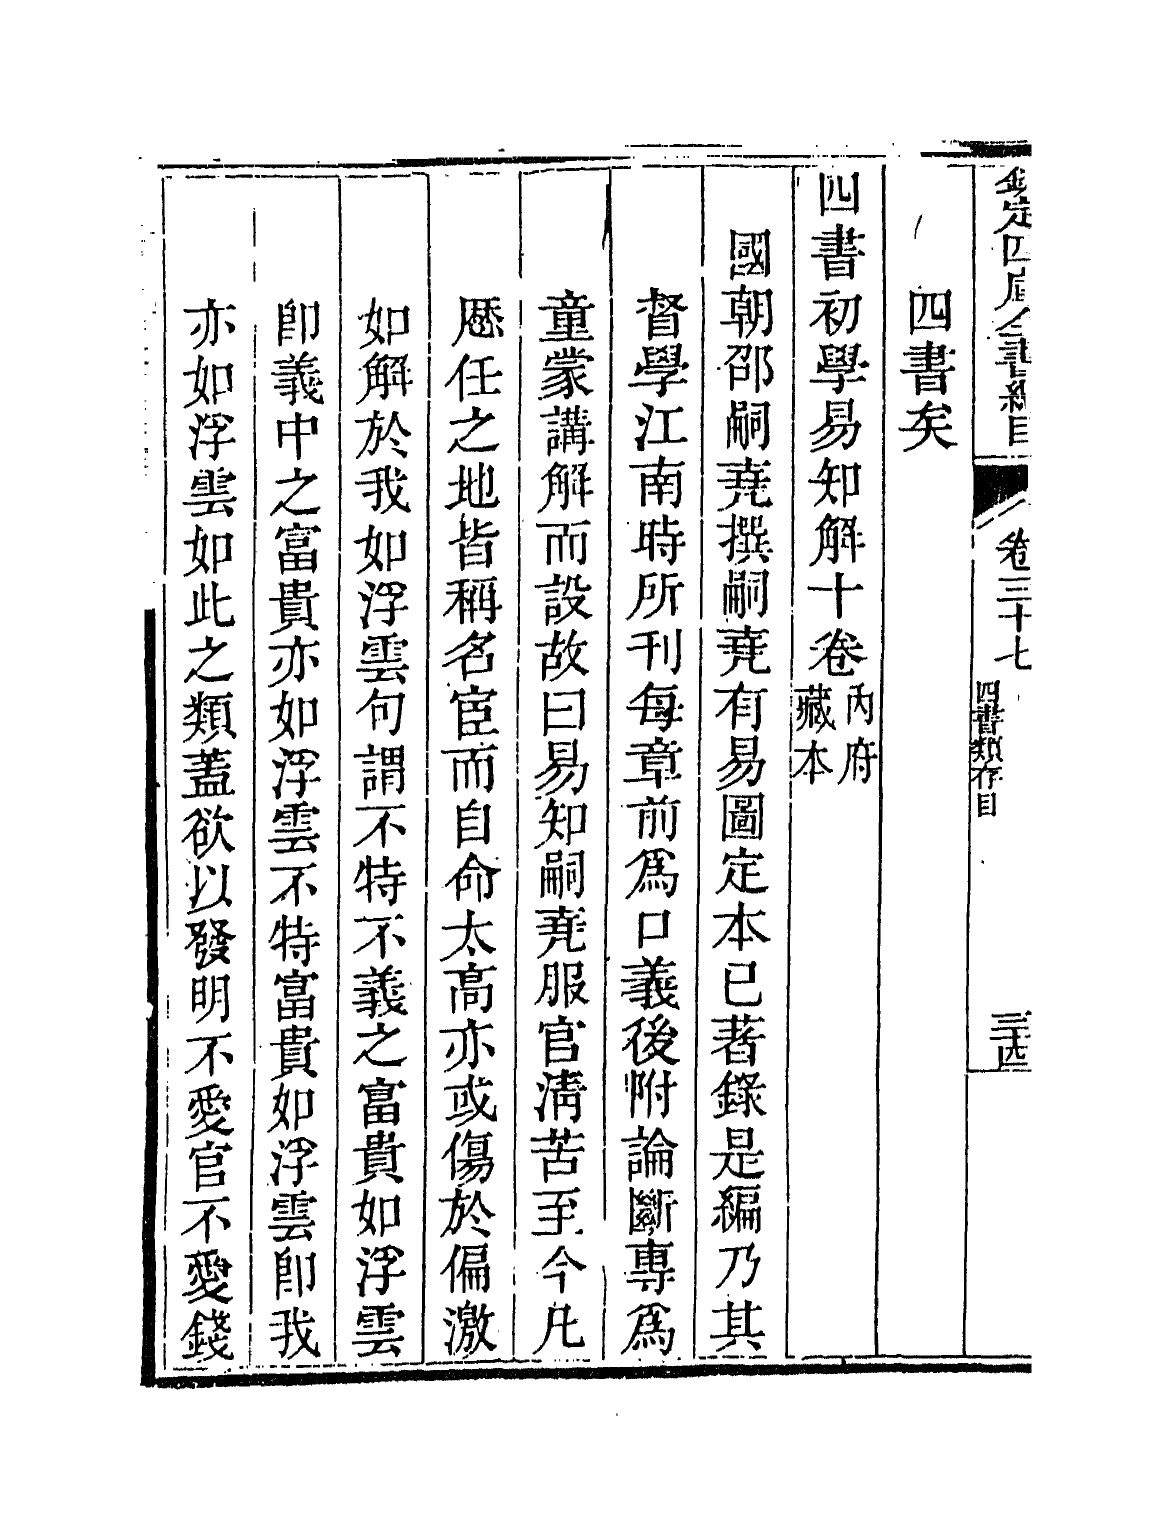 欽定四庫全書總目 卷三十七 四書類存目 三十四
四書矣
四書初學易知解十卷 內府藏本
國朝邵嗣堯撰嗣堯有易圖定本已著錄是編乃其
督學江南時所刊每章前爲口義後附論斷專爲
童蒙講解而設故曰易知嗣堯服官淸苦至今凡
歷任之地皆稱名宦而自命太高亦或傷於偏激
如解於我如浮雲句謂不特不義之富貴如浮雲
卽義中之富貴亦如浮雲不特富貴如浮雲卽我
亦如浮雲如此之類蓋欲以發明不愛官不愛錢